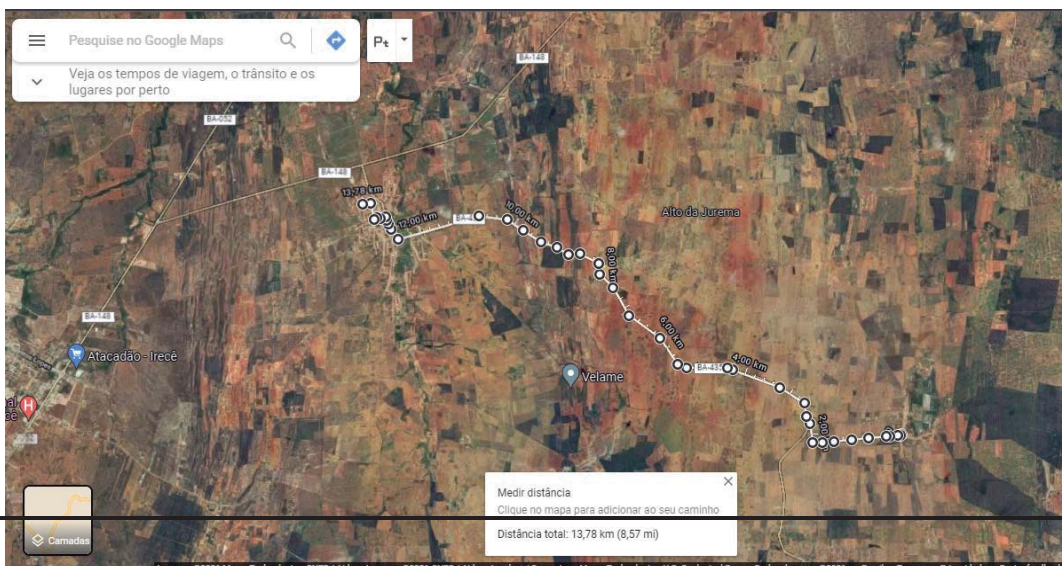 Pesquise no Google Maps
Veja os tempos de viagem, o trânsito e os
lugares por perto
BA-148
BA-052
BA-148
13,78 km
12,00 km
10,00 km
Alto da Jurema
8,00 km
BA-148
6,00 km
Atacadão - Irecê
4,00 km
Velame
2,00
Medir distância
Clique no mapa para adicionar ao seu caminho
Distância total: 13,78 km (8,57 mi)
Camadas